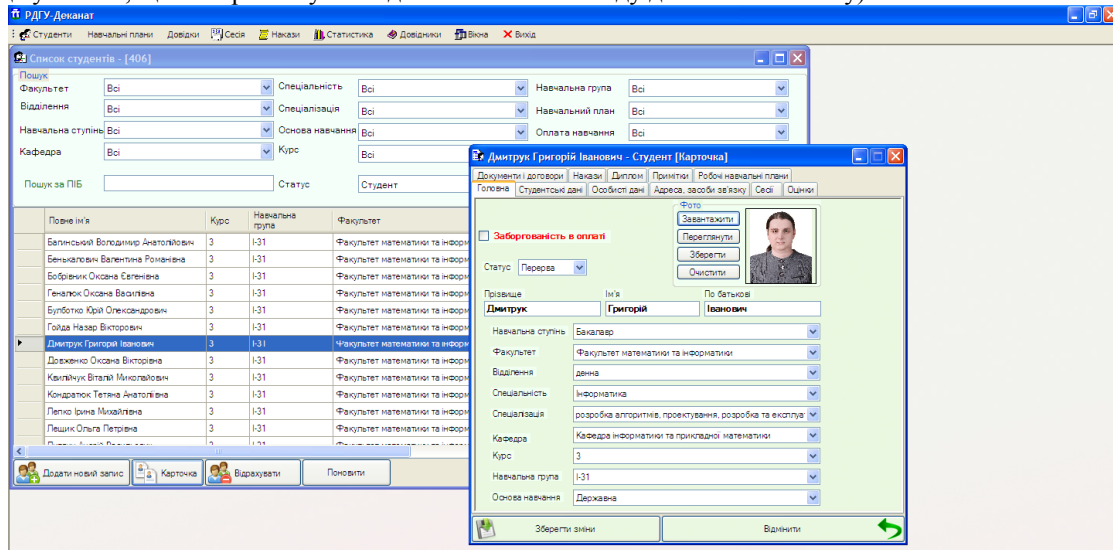 РДГУ-Деканат
Студенти Навчальні плани Довідки Сесія Накази Статистика Довідники Вікна Вихід
Список студентів - [406]
Пошук
Факультет Всі Спеціальність Всі Навчальна група Всі
Відділення Всі Спеціалізація Всі Навчальний план Всі
Навчальна ступінь Всі Основа навчання Всі Оплата навчання Всі
Кафедра Всі Курс Всі
Пошук за ПІБ Статус Студент
Повне ім'я Курс Навчальна група Факультет
Багинський Володимир Анатолійович 3 І-31 Факультет математики та інформ
Бенькалович Валентина Романівна 3 І-31 Факультет математики та інформ
Бобрівник Оксана Євгенівна 3 І-31 Факультет математики та інформ
Геналюк Оксана Василівна 3 І-31 Факультет математики та інформ
Булботко Юрій Олександрович 3 І-31 Факультет математики та інформ
Гойда Назар Вікторович 3 І-31 Факультет математики та інформ
Дмитрук Григорій Іванович 3 І-31 Факультет математики та інформ
Довженко Оксана Вікторівна 3 І-31 Факультет математики та інформ
Квилійчук Віталій Миколайович 3 І-31 Факультет математики та інформ
Кондратюк Тетяна Анатоліївна 3 І-31 Факультет математики та інформ
Лепко Ірина Михайлівна 3 І-31 Факультет математики та інформ
Лещик Ольга Петрівна 3 І-31 Факультет математики та інформ
Додати новий запис Карточка Відрахувати Поновити
Дмитрук Григорій Іванович - Студент [Карточка]
Документи і договори Накази Диплом Примітки Робочі навчальні плани
Головна Студентські дані Особисті дані Адреса, засоби зв'язку Сесії Оцінки
Фото
Завантажити
Заборгованість в оплаті Переглянути
Зберегти
Статус Перерва Очистити
Прізвище Ім'я По батькові
Дмитрук Григорій Іванович
Навчальна ступінь Бакалавр
Факультет Факультет математики та інформатики
Відділення денна
Спеціальність Інформатика
Спеціалізація розробка алгоритмів, проектування, розробка та експлуа
Кафедра Кафедра інформатики та прикладної математики
Курс 3
Навчальна група І-31
Основа навчання Державна
Зберегти зміни Відмінити